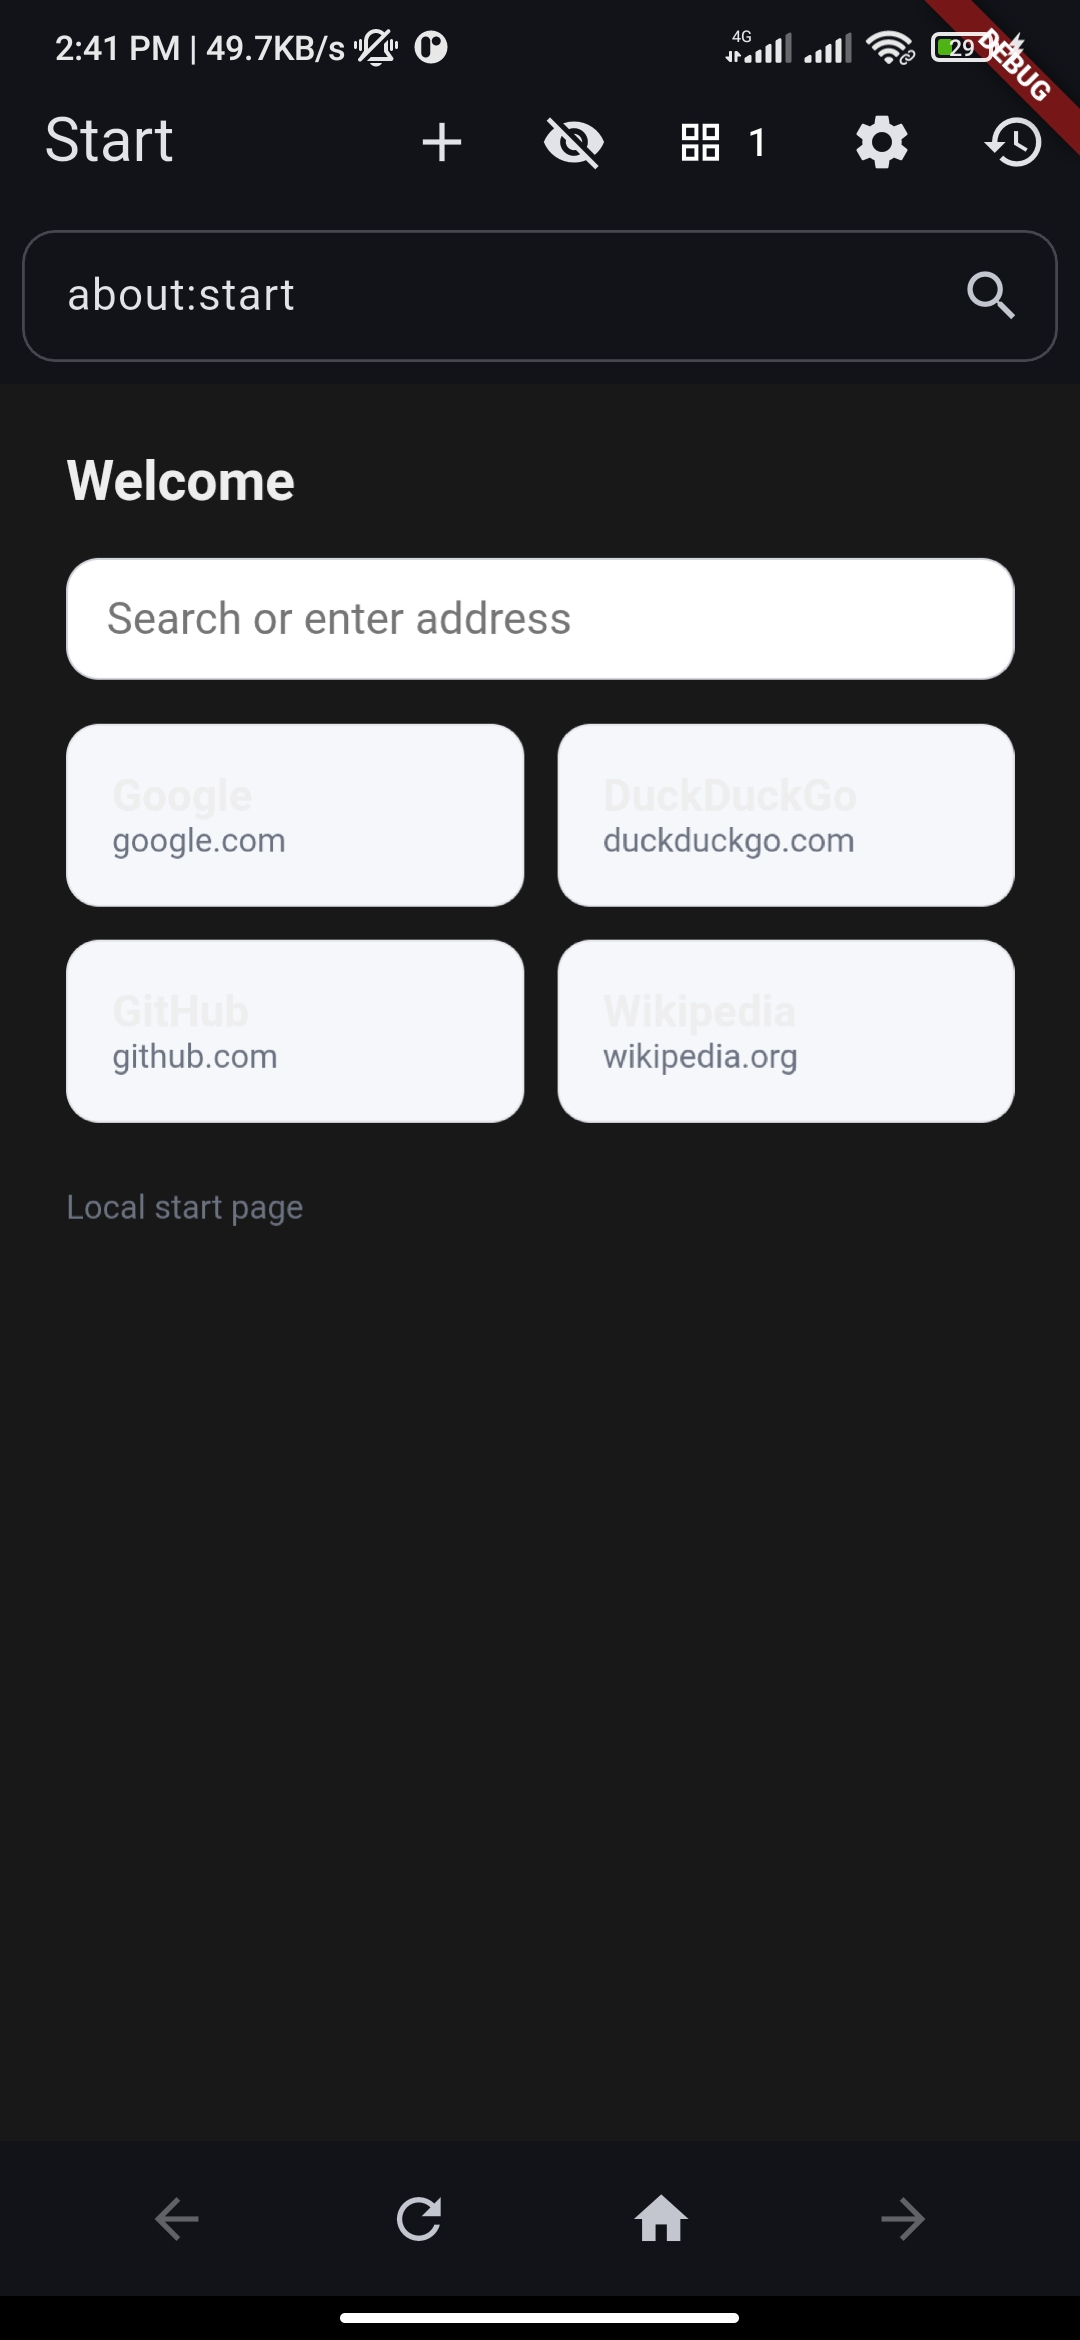 2:41 PM | 49.7KB/s
4G
29
DEBUG
Start
1
about:start
Welcome
Search or enter address
Google
google.com
DuckDuckGo
duckduckgo.com
GitHub
github.com
Wikipedia
wikipedia.org
Local start page